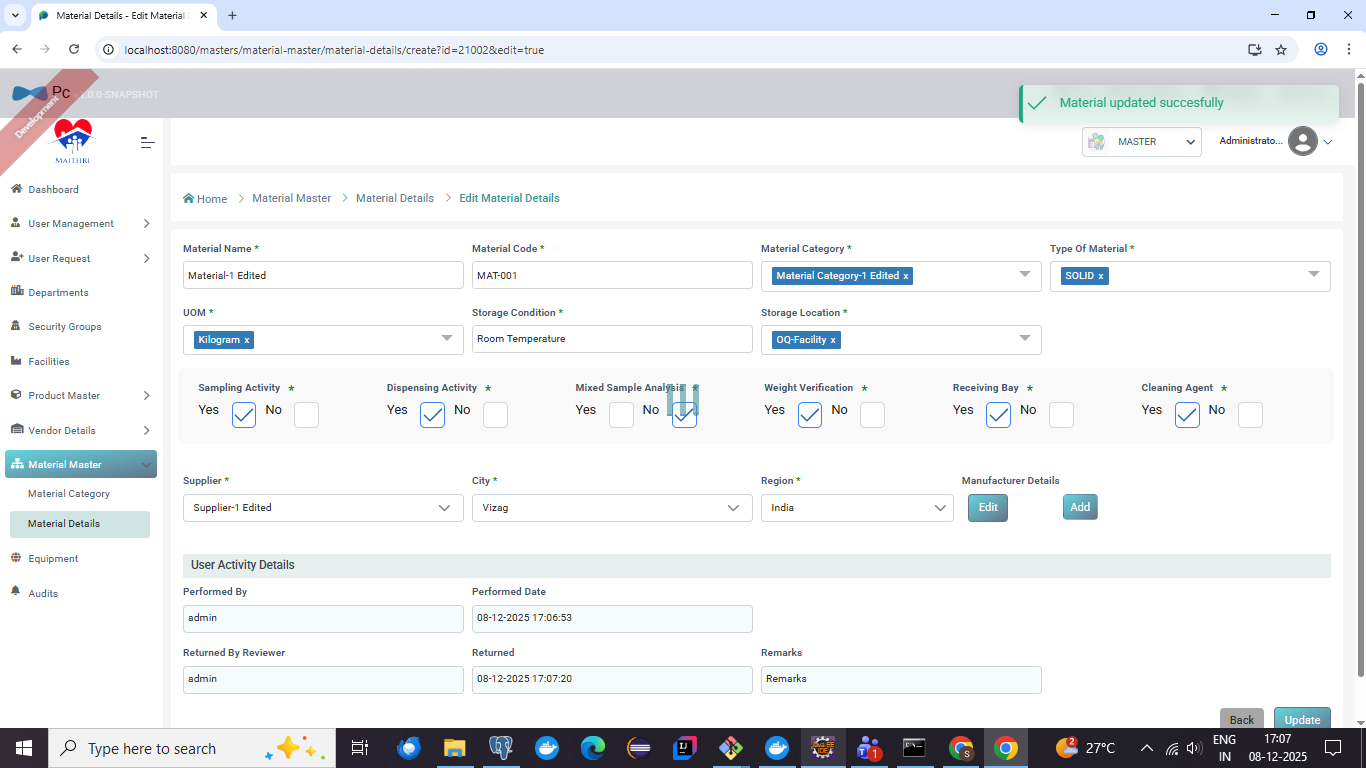 Material Details - Edit Material
localhost:8080/masters/material-master/material-details/create?id=21002&edit=true
Development
Pc
1.0.0-SNAPSHOT
Material updated succesfully
MAITHRI
MASTER
Administrato...
Dashboard
User Management
User Request
Departments
Security Groups
Facilities
Product Master
Vendor Details
Material Master
Material Category
Material Details
Equipment
Audits
Home > Material Master > Material Details > Edit Material Details
Material Name * Material Code * Material Category * Type Of Material *
Material-1 Edited MAT-001 Material Category-1 Edited x SOLID x
UOM * Storage Condition * Storage Location *
Kilogram x Room Temperature OQ-Facility x
Sampling Activity * Dispensing Activity * Mixed Sample Analysis * Weight Verification * Receiving Bay * Cleaning Agent *
Yes No Yes No Yes No Yes No Yes No Yes No
Supplier * City * Region * Manufacturer Details
Supplier-1 Edited Vizag India Edit Add
User Activity Details
Performed By Performed Date
admin 08-12-2025 17:06:53
Returned By Reviewer Returned Remarks
admin 08-12-2025 17:07:20 Remarks
Back Update
Type here to search
2
1
S
27°C
ENG
IN
17:07
08-12-2025